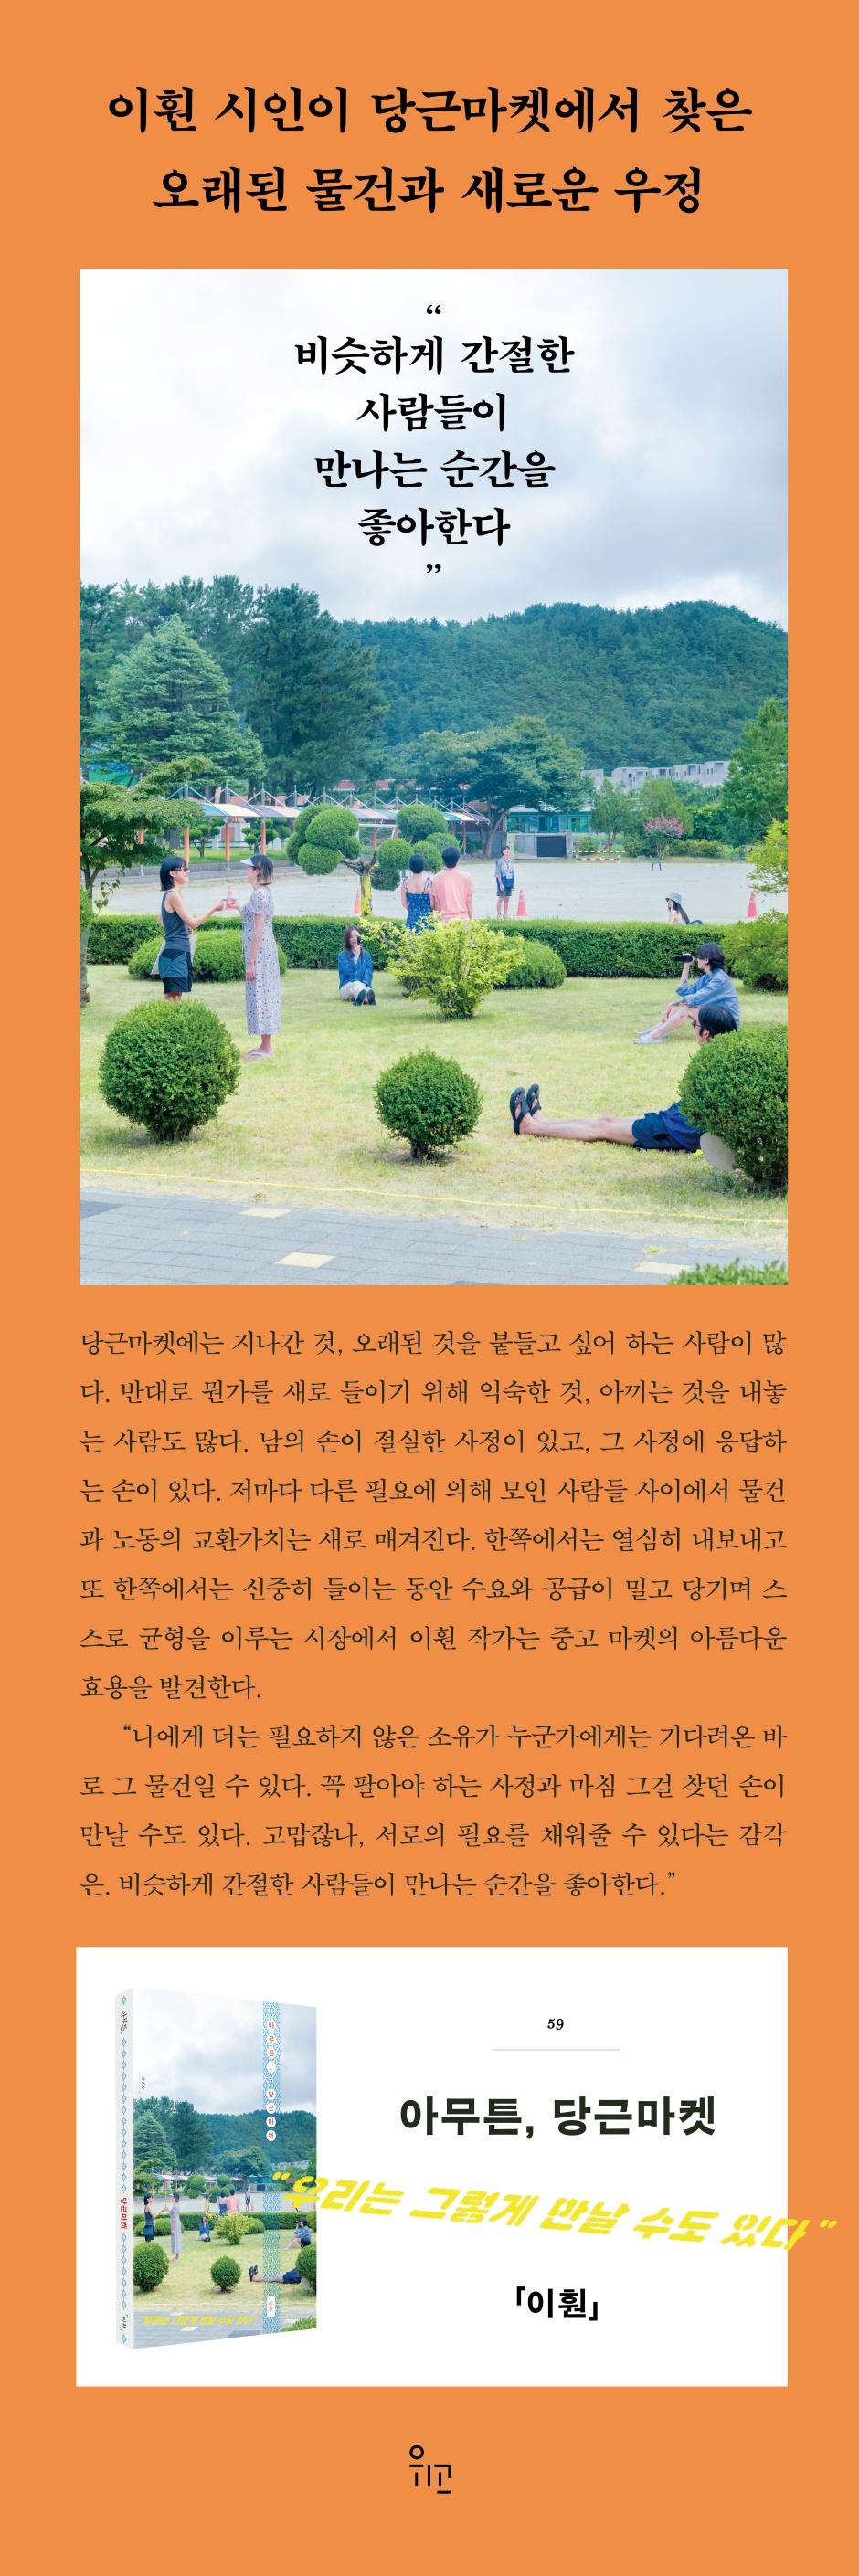 이훤 시인이 당근마켓에서 찾은
오래된 물건과 새로운 우정
“
비슷하게 간절한
사람들이
만나는 순간을
좋아한다
”
당근마켓에는 지나간 것, 오래된 것을 붙들고 싶어 하는 사람이 많
다. 반대로 뭔가를 새로 들이기 위해 익숙한 것, 아끼는 것을 내놓
는 사람도 많다. 남의 손이 절실한 사정이 있고, 그 사정에 응답하
는 손이 있다. 저마다 다른 필요에 의해 모인 사람들 사이에서 물건
과 노동의 교환가치는 새로 매겨진다. 한쪽에서는 열심히 내보내고
또 한쪽에서는 신중히 들이는 동안 수요와 공급이 밀고 당기며 스
스로 균형을 이루는 시장에서 이훤 작가는 중고 마켓의 아름다운
효용을 발견한다.
“나에게 더는 필요하지 않은 소유가 누군가에게는 기다려온 바
로 그 물건일 수 있다. 꼭 팔아야 하는 사정과 마침 그걸 찾던 손이
만날 수도 있다. 고맙잖나, 서로의 필요를 채워줄 수 있다는 감각
은. 비슷하게 간절한 사람들이 만나는 순간을 좋아한다.”
아무튼,
당근마켓
「이훤」
아무튼, 당근마켓
이훤
59
아무튼, 당근마켓
“우리는 그렇게 만날 수도 있다”
「이훤」
위고